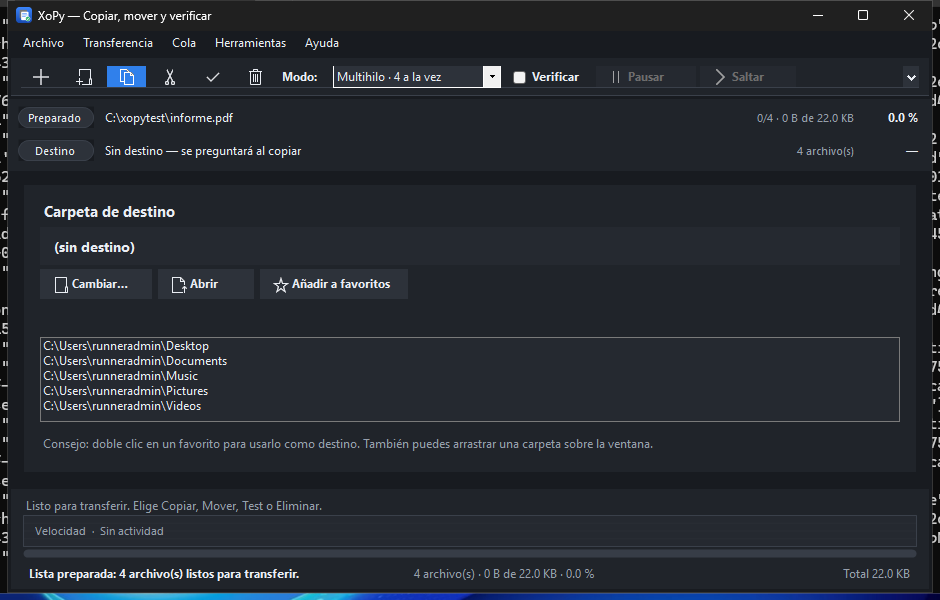 XoPy — Copiar, mover y verificar
Archivo Transferencia Cola Herramientas Ayuda
Modo: Multihilo · 4 a la vez Verificar Pausar Saltar
Preparado C:\xopytest\informe.pdf 0/4 · 0 B de 22.0 KB 0.0 %
Destino Sin destino — se preguntará al copiar 4 archivo(s) —
Carpeta de destino
(sin destino)
Cambiar... Abrir Añadir a favoritos
C:\Users\runneradmin\Desktop
C:\Users\runneradmin\Documents
C:\Users\runneradmin\Music
C:\Users\runneradmin\Pictures
C:\Users\runneradmin\Videos
Consejo: doble clic en un favorito para usarlo como destino. También puedes arrastrar una carpeta sobre la ventana.
Listo para transferir. Elige Copiar, Mover, Test o Eliminar.
Velocidad · Sin actividad
Lista preparada: 4 archivo(s) listos para transferir. 4 archivo(s) · 0 B de 22.0 KB · 0.0 % Total 22.0 KB